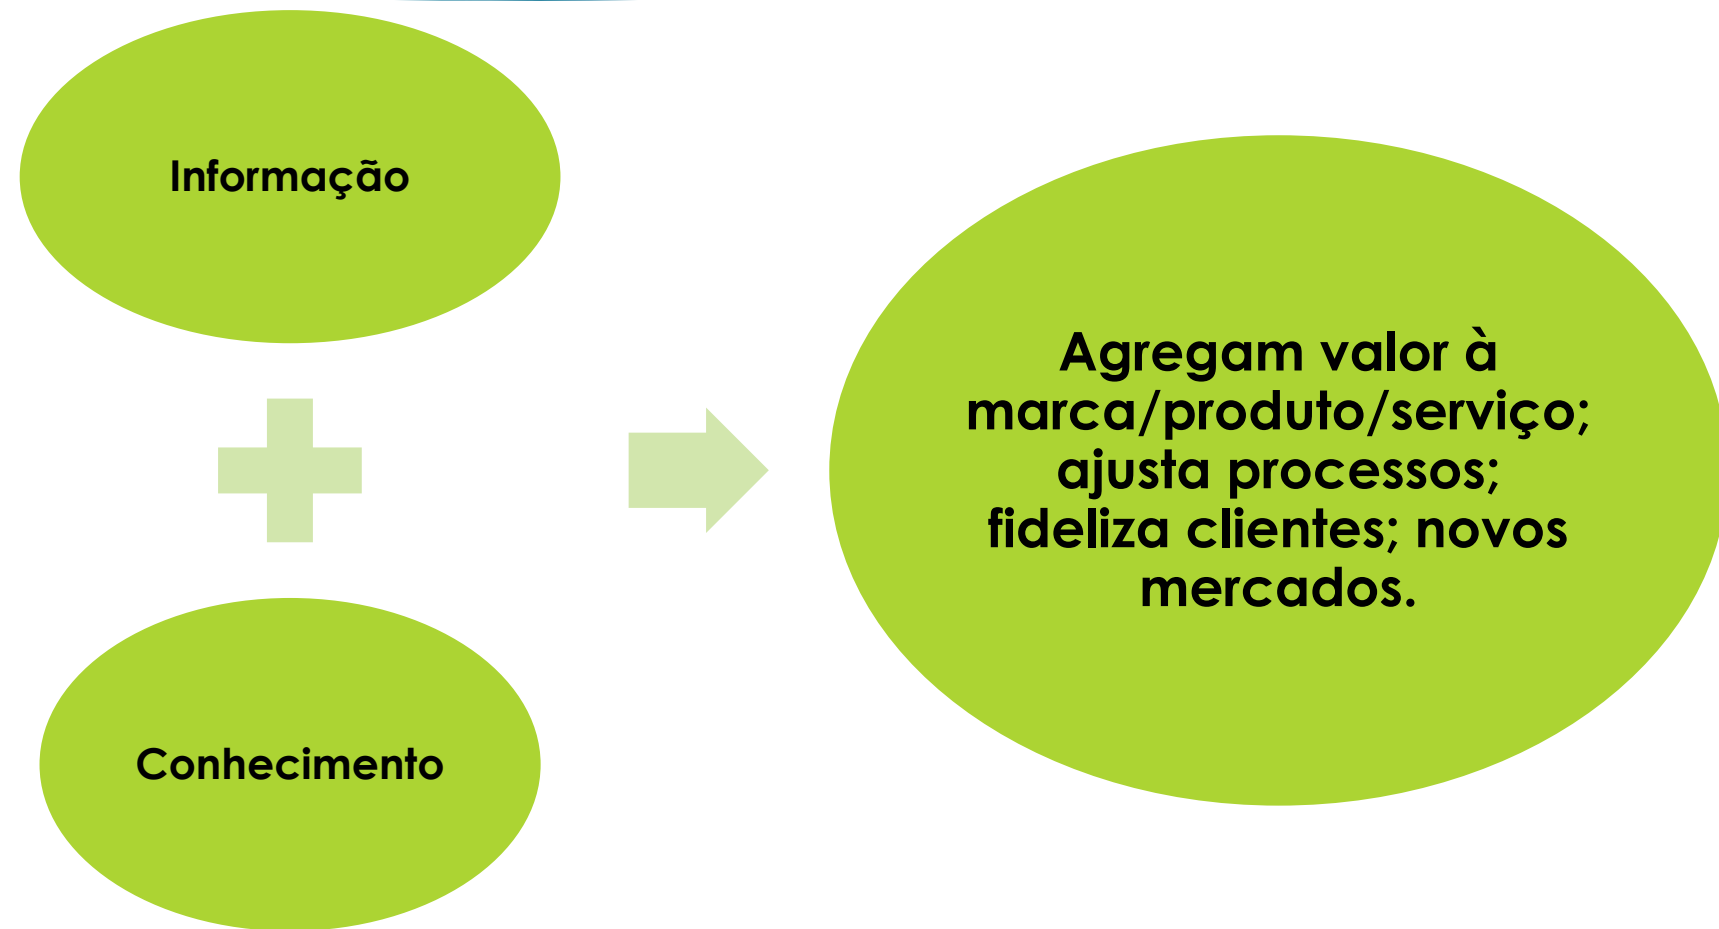 Informação
Conhecimento
Agregam valor à
marca/produto/serviço;
ajusta processos;
fideliza clientes; novos
mercados.